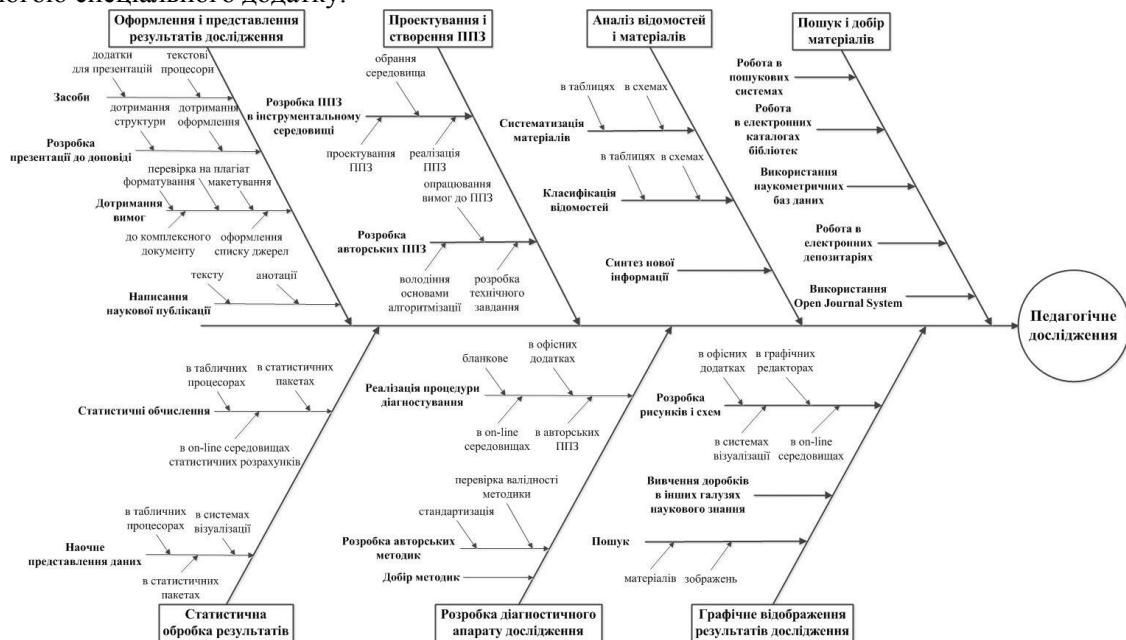 могою спеціального додатку.
Оформлення і представлення
результатів дослідження
Проектування і
створення ППЗ
Аналіз відомостей
і матеріалів
Пошук і добір
матеріалів
додатки
для презентацій
текстові
процесори
Засоби
дотримання
структури
дотримання
оформлення
Розробка
презентації до доповіді
перевірка на плагіат
форматування
макетування
Дотримання
вимог
до комплексного
документу
оформлення
списку джерел
тексту
анотації
Написання
наукової публікації
обрання
середовища
Розробка ППЗ
в інструментальному
середовищі
проектування
ППЗ
реалізація
ППЗ
опрацювання
вимог до ППЗ
Розробка
авторських ППЗ
володіння
основами
алгоритмізації
розробка
технічного
завдання
в таблицях
в схемах
Систематизація
матеріалів
в таблицях
в схемах
Класифікація
відомостей
Синтез нової
інформації
Робота в
пошукових
системах
Робота
в електронних
каталогах
бібліотек
Використання
наукометричних
баз даних
Робота в
електронних
депозитаріях
Використання
Open Journal System
Педагогічне
дослідження
в табличних
процесорах
в статистичних
пакетах
Статистичні обчислення
в on-line середовищах
статистичних розрахунків
в табличних
процесорах
в системах
візуалізації
Наочне
представлення даних
в статистичних
пакетах
бланкове
в офісних
додатках
Реалізація процедури
діагностування
в on-line
середовищах
в авторських
ППЗ
перевірка валідності
методики
стандартизація
Розробка авторських
методик
Добір методик
в офісних
додатках
в графічних
редакторах
Розробка
рисунків і схем
в системах
візуалізації
в on-line
середовищах
Вивчення доробків
в інших галузях
наукового знання
Пошук
матеріалів
зображень
Статистична
обробка результатів
Розробка діагностичного
апарату дослідження
Графічне відображення
результатів дослідження